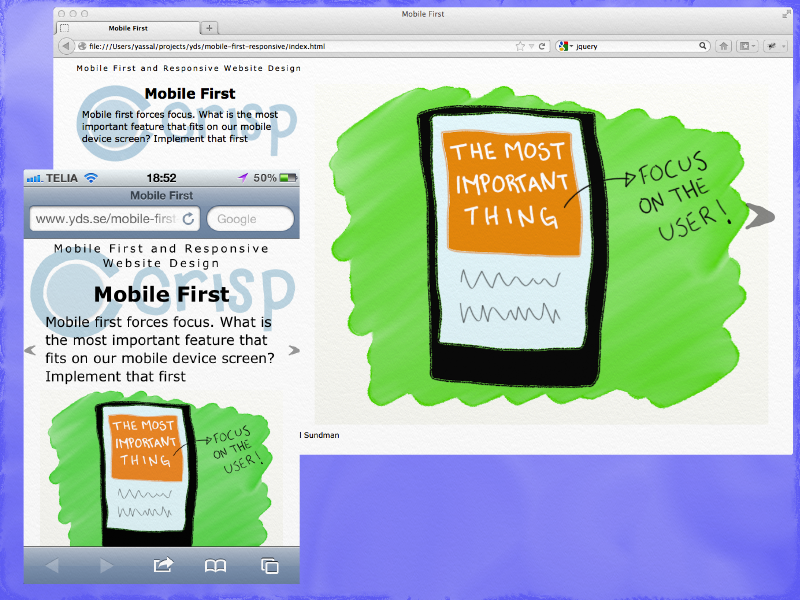 Mobile First
Mobile First
file:///Users/yassal/projects/yds/mobile-first-responsive/index.html
jquery
Mobile First and Responsive Website Design
crisp
Mobile First
Mobile first forces focus. What is the most
important feature that fits on our mobile
device screen? Implement that first
THE MOST
IMPORTANT
THING
FOCUS
ON THE
USER!
l Sundman
TELIA
18:52
50%
Mobile First
www.yds.se/mobile-first
Google
Mobile First and Responsive
Website Design
crisp
Mobile First
Mobile first forces focus. What is
the most important feature that
fits on our mobile device screen?
Implement that first
THE MOST
IMPORTANT
THING
FOCUS
ON THE
USER!